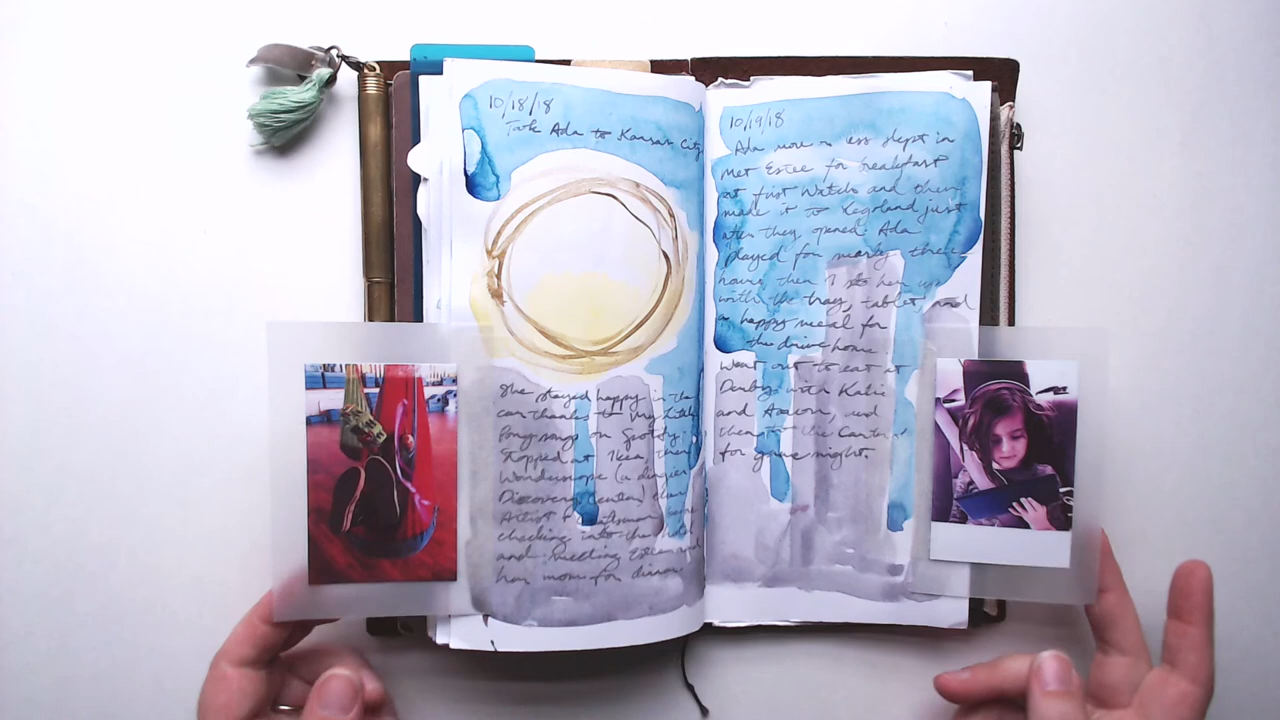 10/18/18
Took Ada to Kansas City
She stayed happy in the
car thanks to My Little
Pony songs on Spotify.
Stopped at Ikea, then
Wonderscope (a dingier
Discovery Center) then
Artist &
checking into the hotel
and meeting Estee and
her mom for dinner.
10/19/18
Ada more or less slept in
Met Estee for breakfast
at First Watch and then
made it to Legoland just
after they opened. Ada
played for nearly three
hours, then I set her up
with the tray, tablet, and
a happy meal for
the drive home.
Went out to eat in
Derby with Katie
and Aaron, and
then to the
for game night.